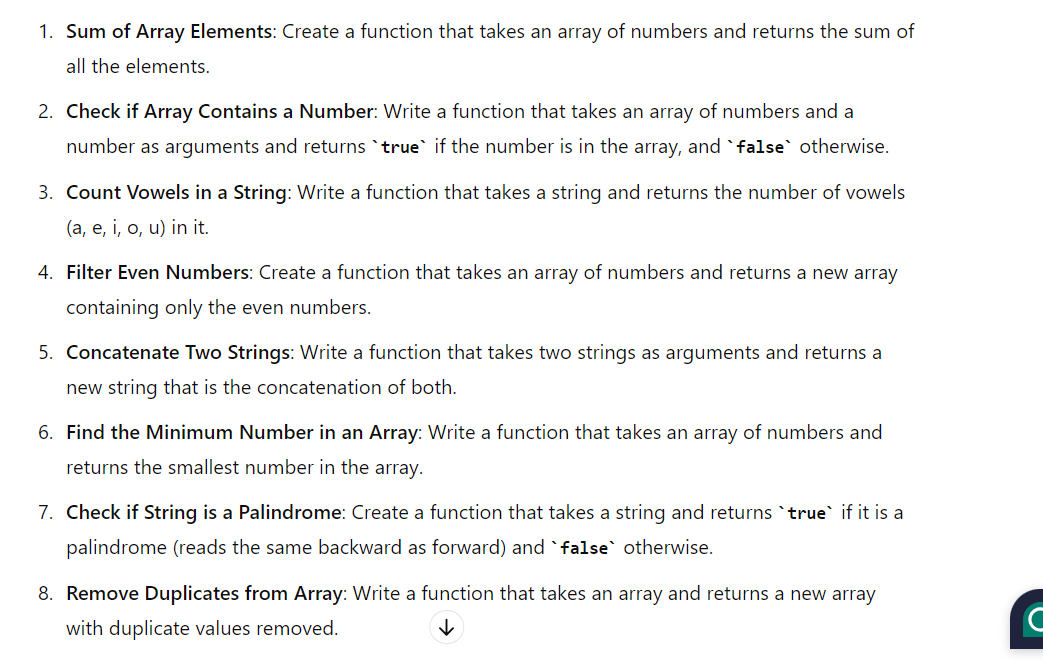 1. Sum of Array Elements: Create a function that takes an array of numbers and returns the sum of
all the elements.
2. Check if Array Contains a Number: Write a function that takes an array of numbers and a
number as arguments and returns `true` if the number is in the array, and `false` otherwise.
3. Count Vowels in a String: Write a function that takes a string and returns the number of vowels
(a, e, i, o, u) in it.
4. Filter Even Numbers: Create a function that takes an array of numbers and returns a new array
containing only the even numbers.
5. Concatenate Two Strings: Write a function that takes two strings as arguments and returns a
new string that is the concatenation of both.
6. Find the Minimum Number in an Array: Write a function that takes an array of numbers and
returns the smallest number in the array.
7. Check if String is a Palindrome: Create a function that takes a string and returns `true` if it is a
palindrome (reads the same backward as forward) and `false` otherwise.
8. Remove Duplicates from Array: Write a function that takes an array and returns a new array
with duplicate values removed.